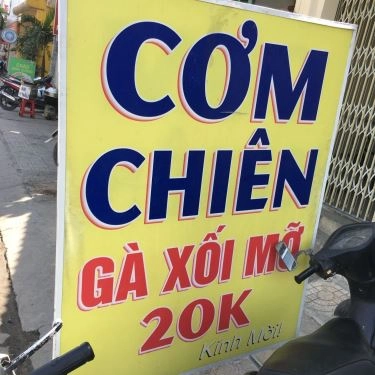 CƠM
CHIÊN
GÀ XỐI MỠ
20K
Kính Mời!